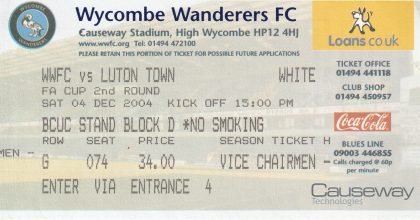 Wycombe Wanderers FC
Causeway Stadium, High Wycombe HP12 4HJ
www.wwfc.org Tel: 01494 472100
PLEASE RETAIN THIS PORTION OF TICKET FOR POSSIBLE FUTURE APPLICATIONS
Loans.co.uk
WWFC vs LUTON TOWN WHITE
FA CUP 2nd ROUND
SAT 04 DEC 2004 KICK OFF 15:00 PM
BCUC STAND BLOCK D *NO SMOKING
ROW SEAT PRICE SEASON TICKET H
MEN - G 074 34.00 VICE CHAIRMEN -
ENTER VIA ENTRANCE 4
TICKET OFFICE
01494 441118
CLUB SHOP
01494 450957
Coca-Cola
BLUES PLAYER LINE
09003 446855
Calls charged @ 60p
per minute
Causeway
Technologies